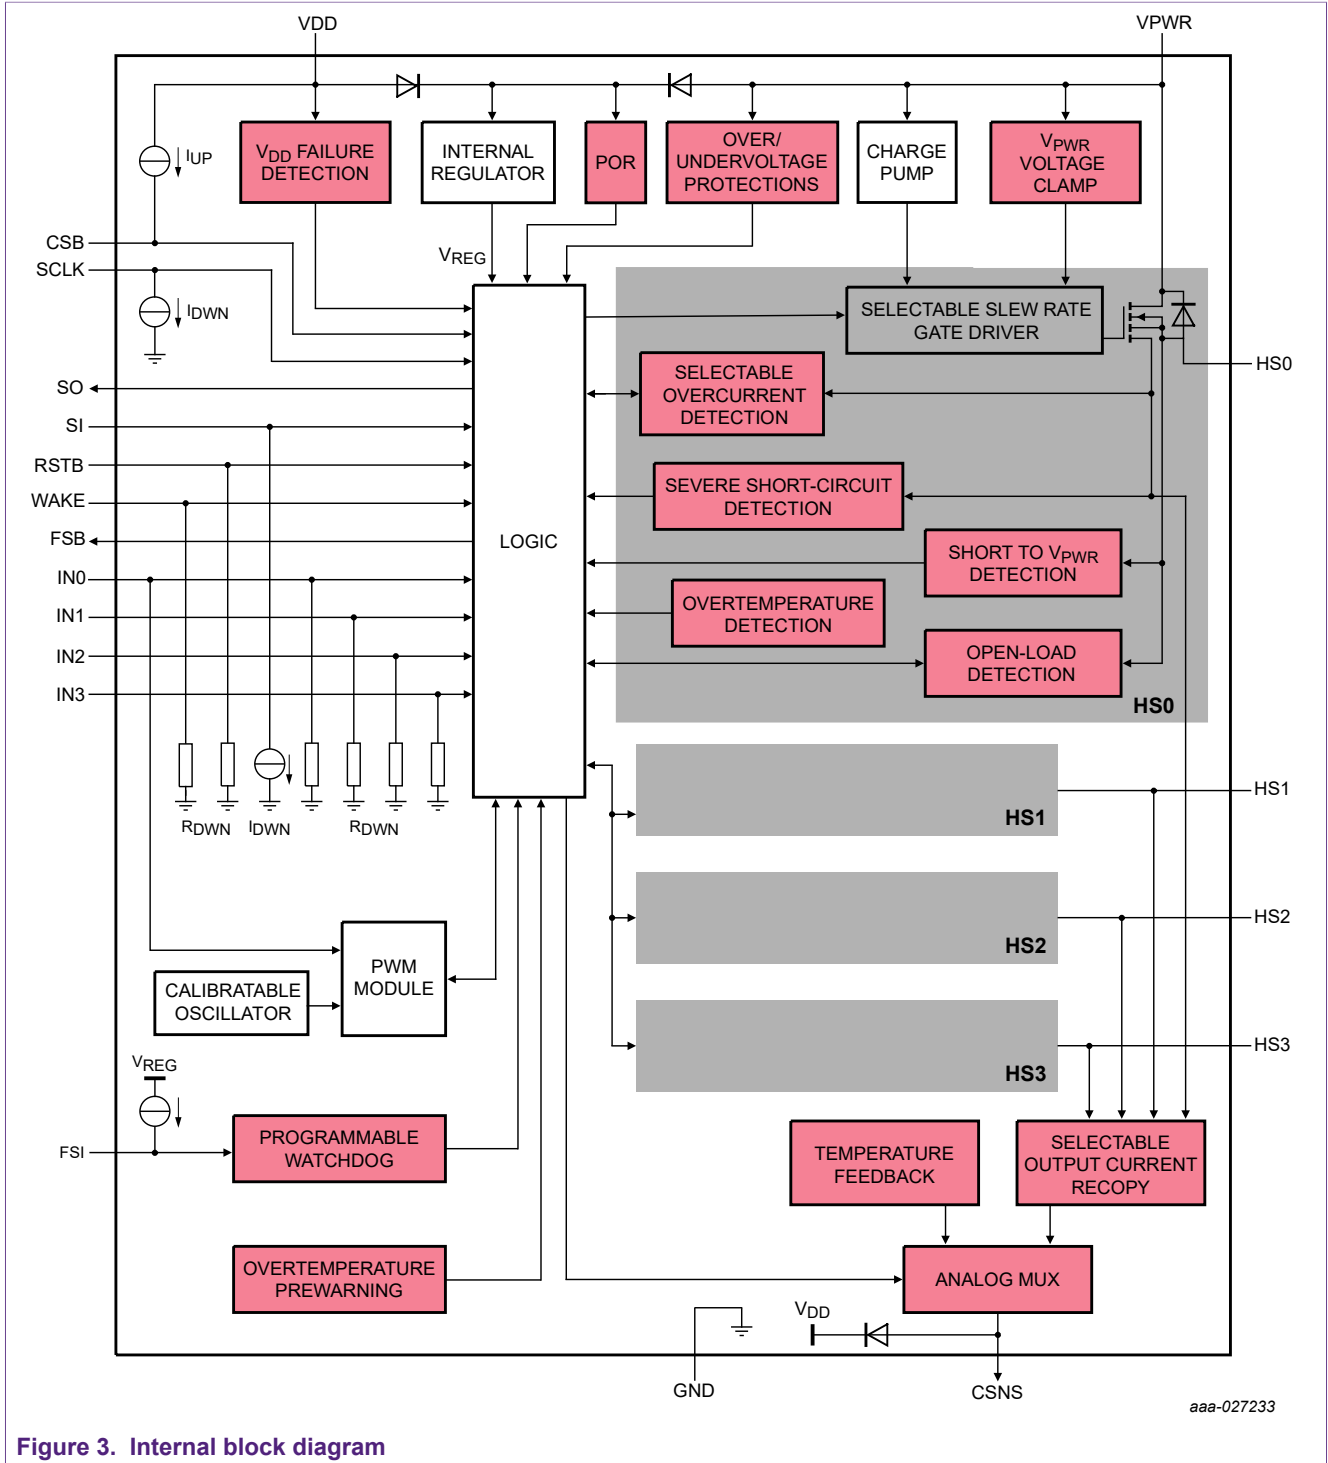 VDD
VPWR
IUP
VDD FAILURE
DETECTION
INTERNAL
REGULATOR
POR
OVER/
UNDERVOLTAGE
PROTECTIONS
CHARGE
PUMP
VPWR
VOLTAGE
CLAMP
CSB
SCLK
VREG
IDWN
SELECTABLE SLEW RATE
GATE DRIVER
HS0
SO
SELECTABLE
OVERCURRENT
DETECTION
SI
RSTB
WAKE
SEVERE SHORT-CIRCUIT
DETECTION
FSB
LOGIC
SHORT TO VPWR
DETECTION
IN0
OVERTEMPERATURE
DETECTION
IN1
IN2
OPEN-LOAD
DETECTION
IN3
HS0
RDWN
IDWN
RDWN
HS1
HS1
HS2
HS2
PWM
MODULE
CALIBRATABLE
OSCILLATOR
HS3
HS3
VREG
FSI
PROGRAMMABLE
WATCHDOG
TEMPERATURE
FEEDBACK
SELECTABLE
OUTPUT CURRENT
RECOPY
OVERTEMPERATURE
PREWARNING
ANALOG MUX
VDD
GND
CSNS
aaa-027233
Figure 3. Internal block diagram